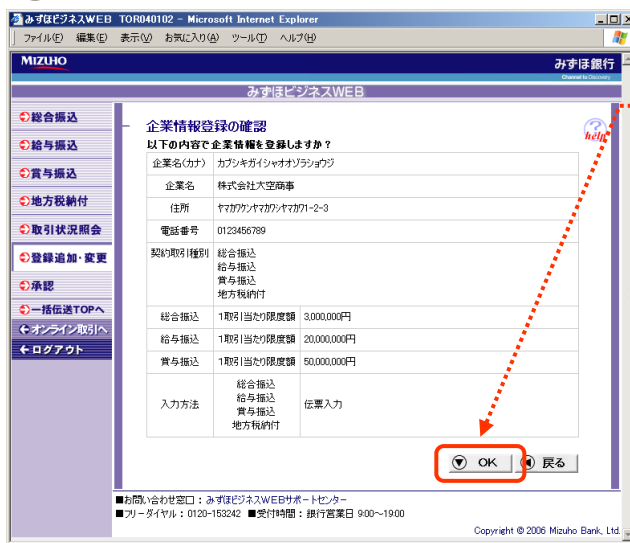 みずほビジネスWEB TOR040102 - Microsoft Internet Explorer
ファイル(F) 編集(E) 表示(V) お気に入り(A) ツール(T) ヘルプ(H)
MIZUHO
みずほ銀行
Channel to Discovery
みずほビジネスWEB
総合振込
給与振込
賞与振込
地方税納付
取引状況照会
登録追加・変更
承認
一括伝送TOPへ
オンライン取引へ
ログアウト
企業情報登録の確認
help
以下の内容で企業情報を登録しますか?
企業名(カナ) カブシキガイシャオオゾラショウジ
企業名 株式会社大空商事
住所 ヤマカワケンヤマカワシヤマカワ1-2-3
電話番号 0123456789
契約取引種別 総合振込
給与振込
賞与振込
地方税納付
総合振込 1取引当たり限度額 3,000,000円
給与振込 1取引当たり限度額 20,000,000円
賞与振込 1取引当たり限度額 50,000,000円
入力方法 総合振込
給与振込
賞与振込
地方税納付
伝票入力
OK 戻る
■お問い合わせ窓口:みずほビジネスWEBサポートセンター
■フリーダイヤル:0120-153242 ■受付時間:銀行営業日 9:00~19:00
Copyright © 2006 Mizuho Bank, Ltd.